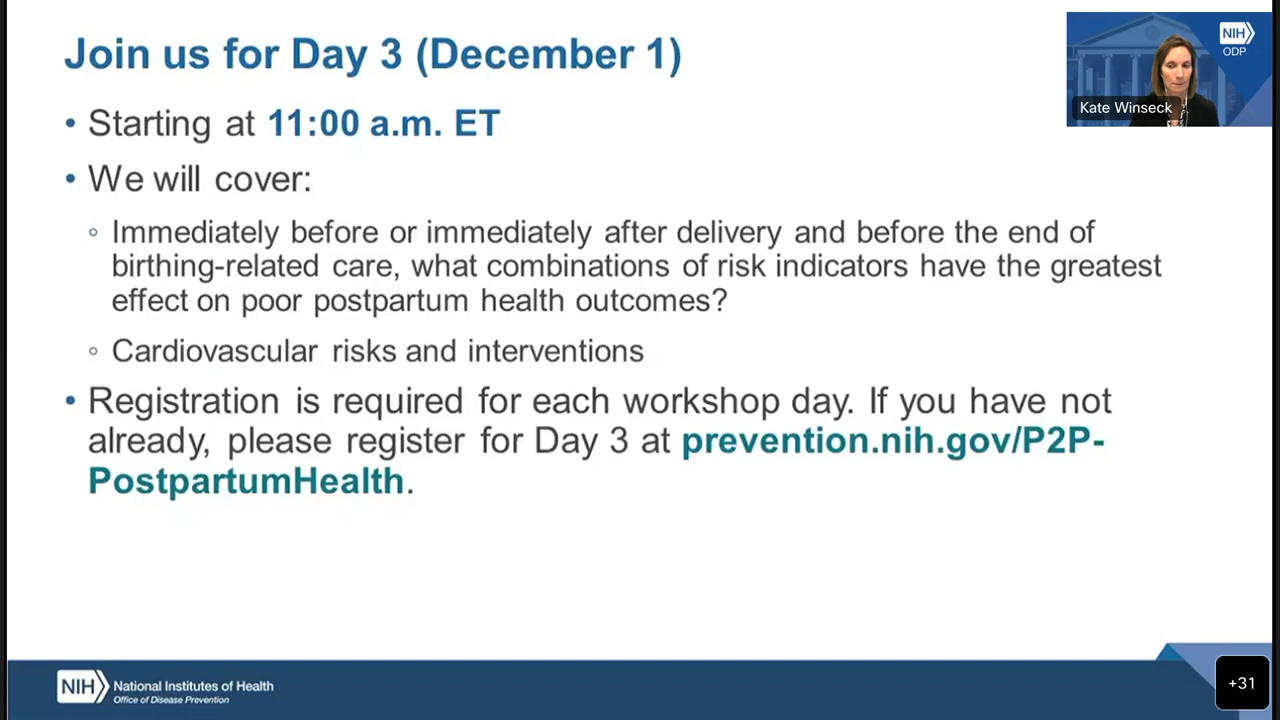 Join us for Day 3 (December 1)
• Starting at 11:00 a.m. ET
• We will cover:
◦ Immediately before or immediately after delivery and before the end of
birthing-related care, what combinations of risk indicators have the greatest
effect on poor postpartum health outcomes?
◦ Cardiovascular risks and interventions
• Registration is required for each workshop day. If you have not
already, please register for Day 3 at prevention.nih.gov/P2P-
PostpartumHealth.
NIH
ODP
Kate Winseck
NIH National Institutes of Health
Office of Disease Prevention
+31